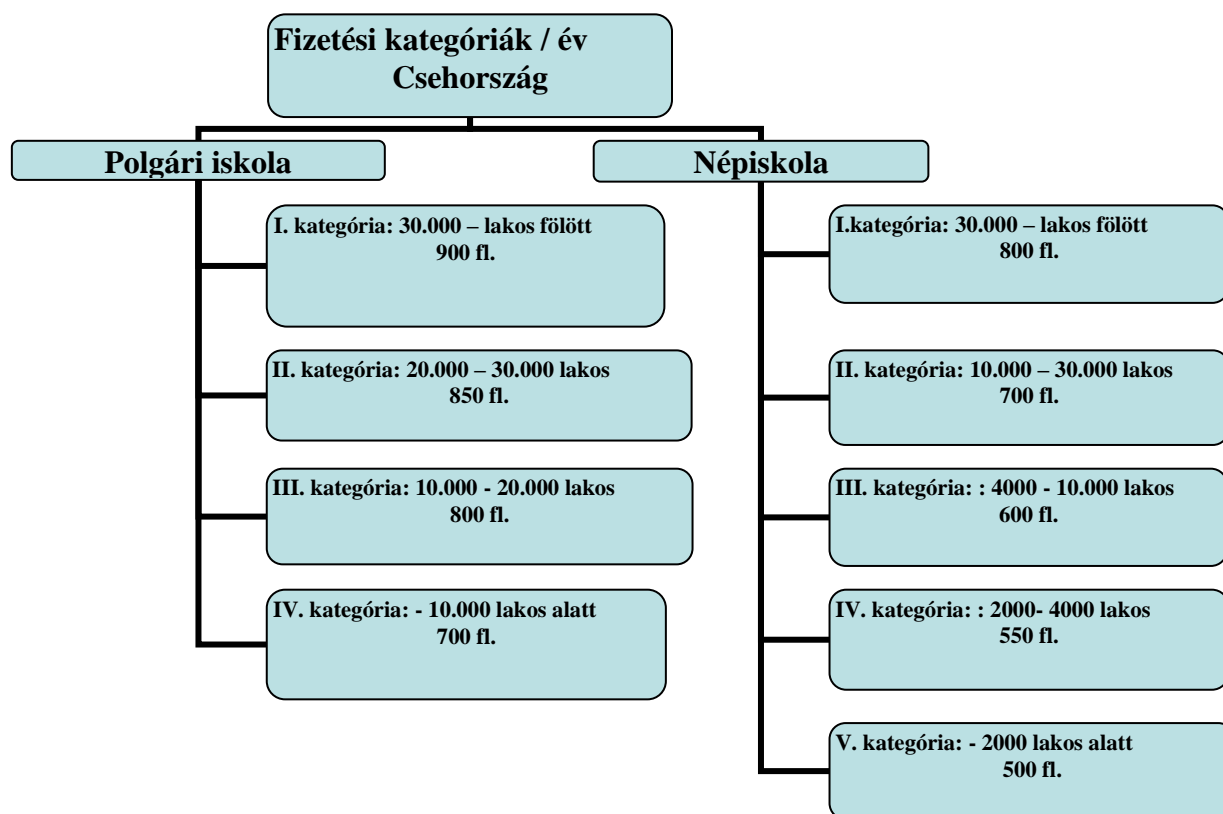 Fizetési kategóriák / év
Csehország
Polgári iskola
I. kategória: 30.000 – lakos fölött
900 fl.
II. kategória: 20.000 – 30.000 lakos
850 fl.
III. kategória: 10.000 - 20.000 lakos
800 fl.
IV. kategória: - 10.000 lakos alatt
700 fl.
Népiskola
I.kategória: 30.000 – lakos fölött
800 fl.
II. kategória: 10.000 – 30.000 lakos
700 fl.
III. kategória: : 4000 - 10.000 lakos
600 fl.
IV. kategória: : 2000- 4000 lakos
550 fl.
V. kategória: - 2000 lakos alatt
500 fl.